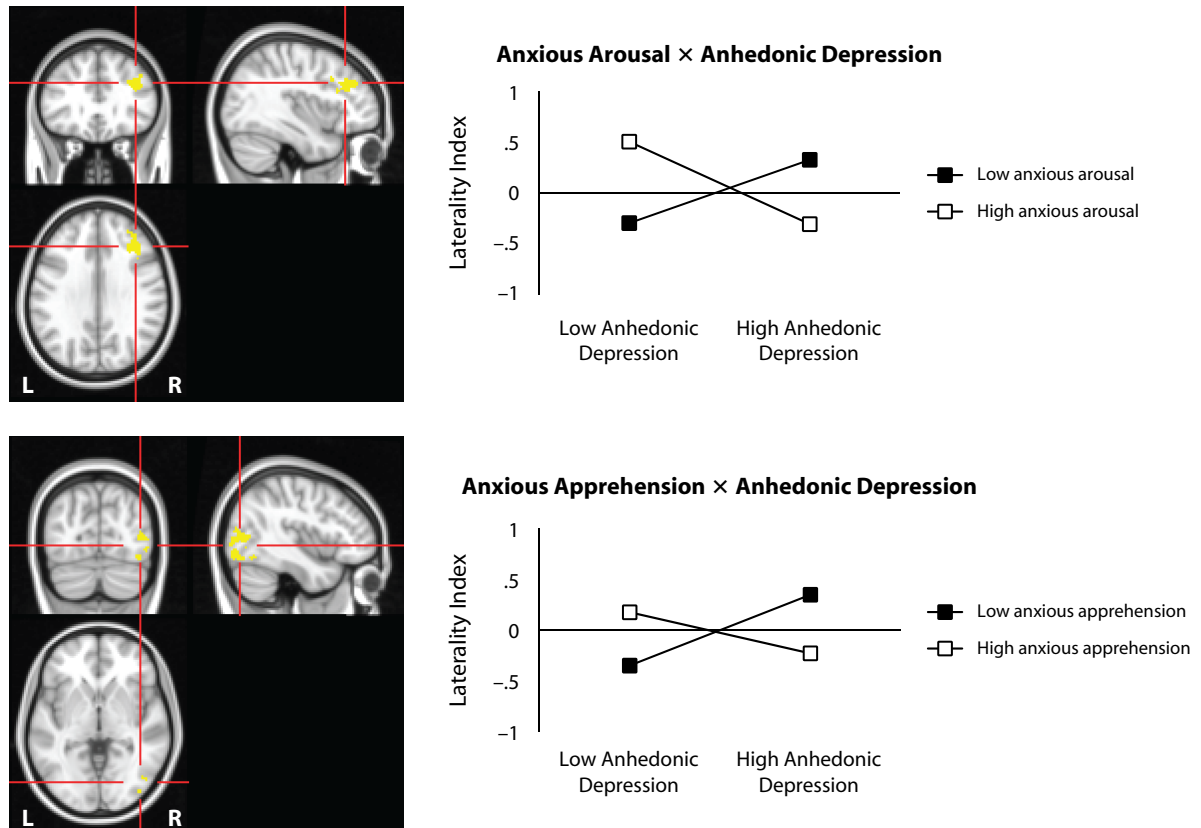 L R
Anxious Arousal × Anhedonic Depression
Laterality Index
1
.5
0
–.5
–1
Low Anhedonic
Depression
High Anhedonic
Depression
Low anxious arousal
High anxious arousal
L R
Anxious Apprehension × Anhedonic Depression
Laterality Index
1
.5
0
–.5
–1
Low Anhedonic
Depression
High Anhedonic
Depression
Low anxious apprehension
High anxious apprehension